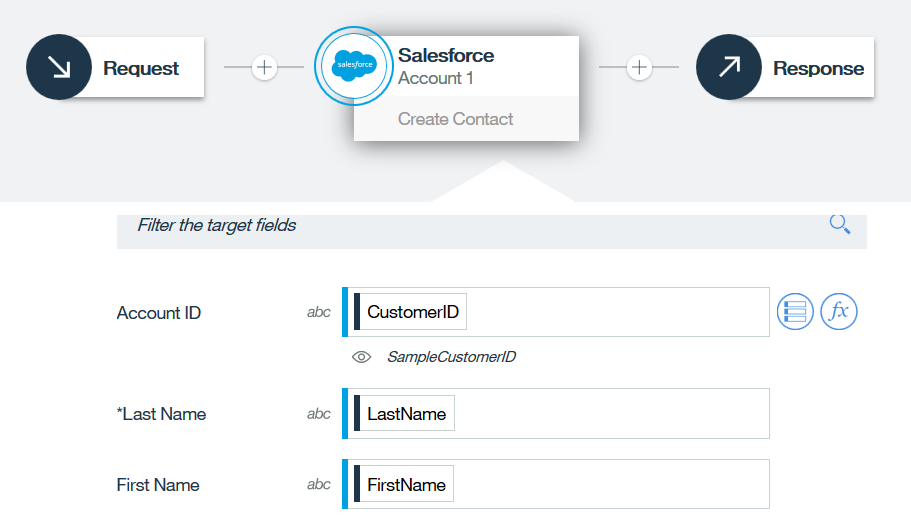 Request
salesforce
Salesforce
Account 1
Create Contact
Response
Filter the target fields
Account ID abc CustomerID fx
SampleCustomerID
*Last Name abc LastName
First Name abc FirstName